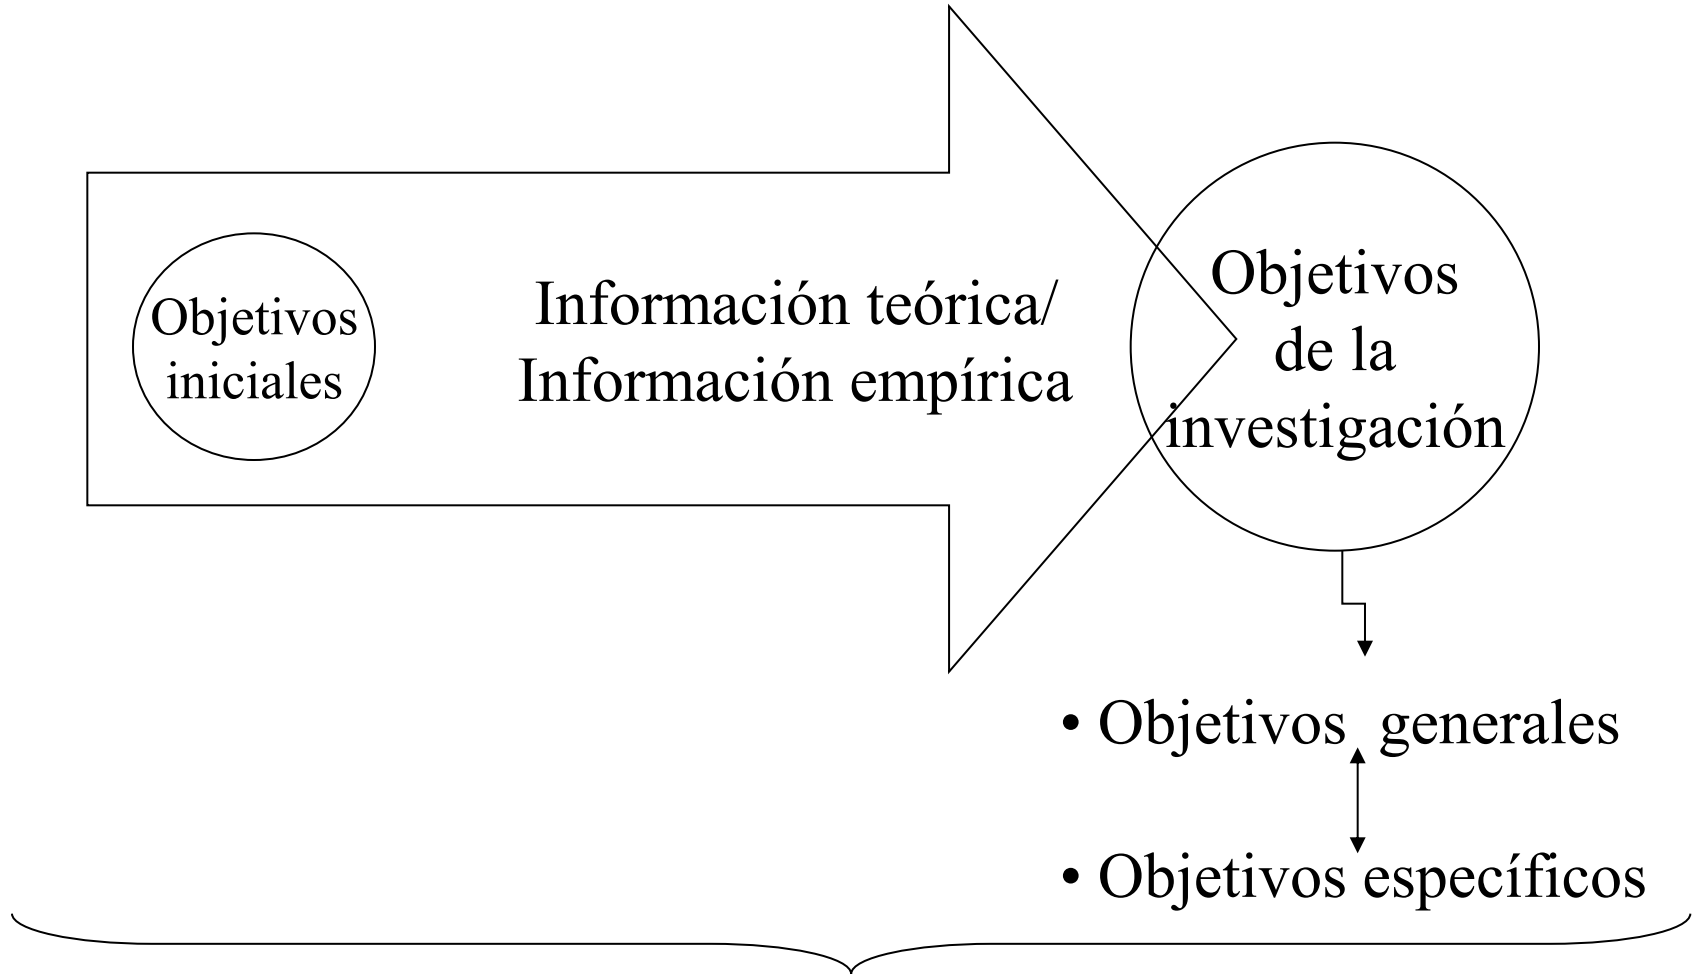 Objetivos
iniciales
Información teórica/
Información empírica
Objetivos
de la
investigación
• Objetivos  generales
• Objetivos específicos